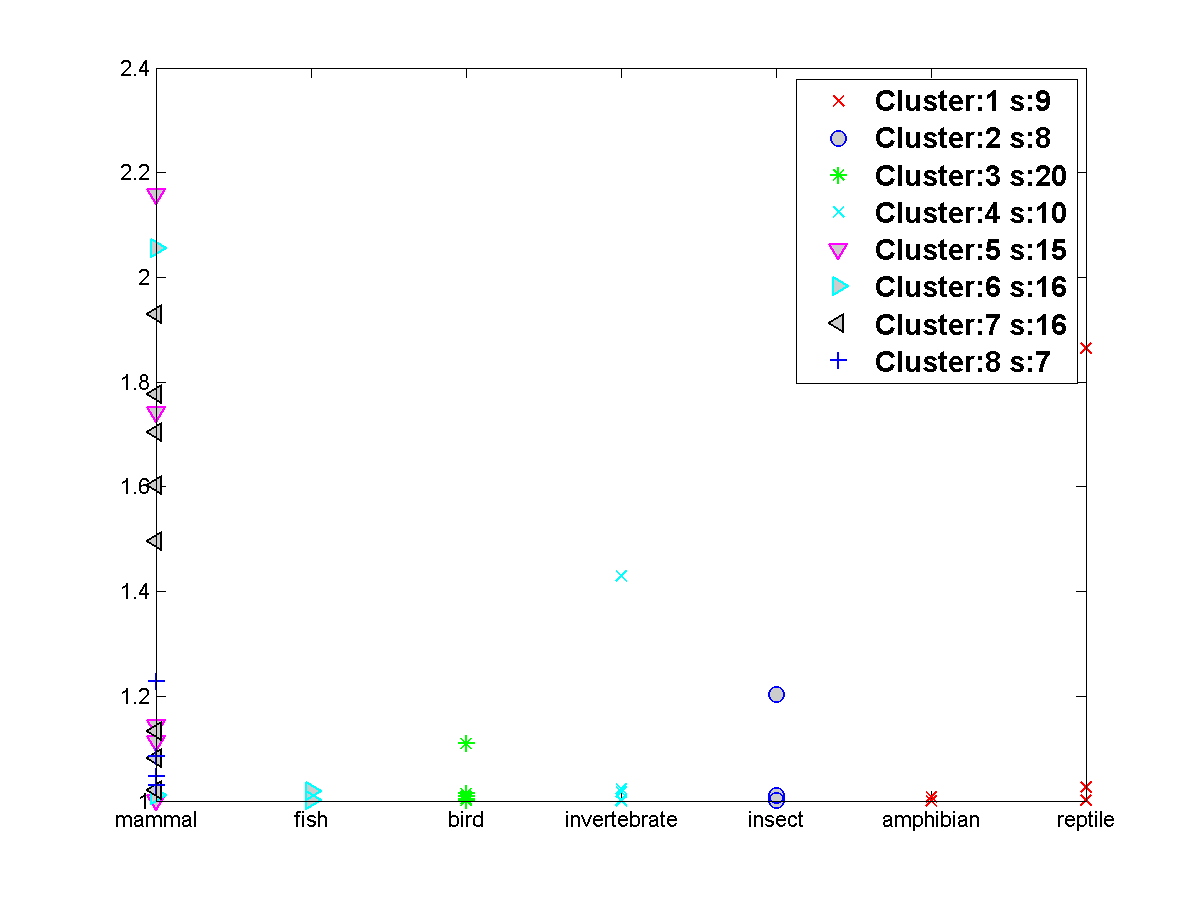 2.4
2.2
2
1.8
1.6
1.4
1.2
1
mammal fish bird invertebrate insect amphibian reptile
Cluster:1 s:9
Cluster:2 s:8
Cluster:3 s:20
Cluster:4 s:10
Cluster:5 s:15
Cluster:6 s:16
Cluster:7 s:16
Cluster:8 s:7